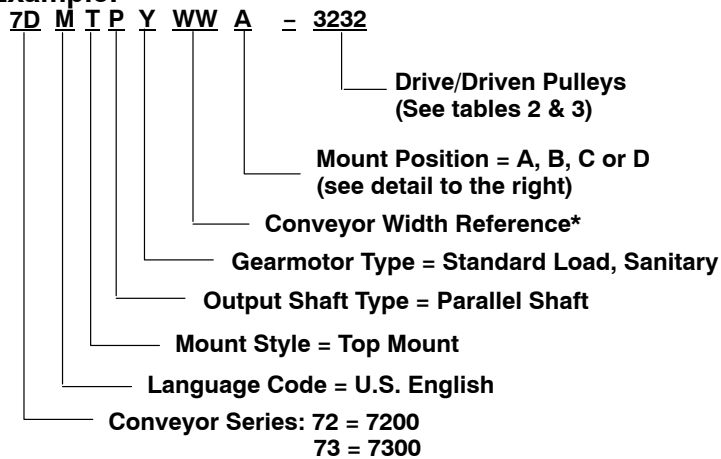 Example:
7D M T P Y WW A – 3232
Drive/Driven Pulleys
(See tables 2 & 3)
Mount Position = A, B, C or D
(see detail to the right)
Conveyor Width Reference*
Gearmotor Type = Standard Load, Sanitary
Output Shaft Type = Parallel Shaft
Mount Style = Top Mount
Language Code = U.S. English
Conveyor Series: 72 = 7200
73 = 7300